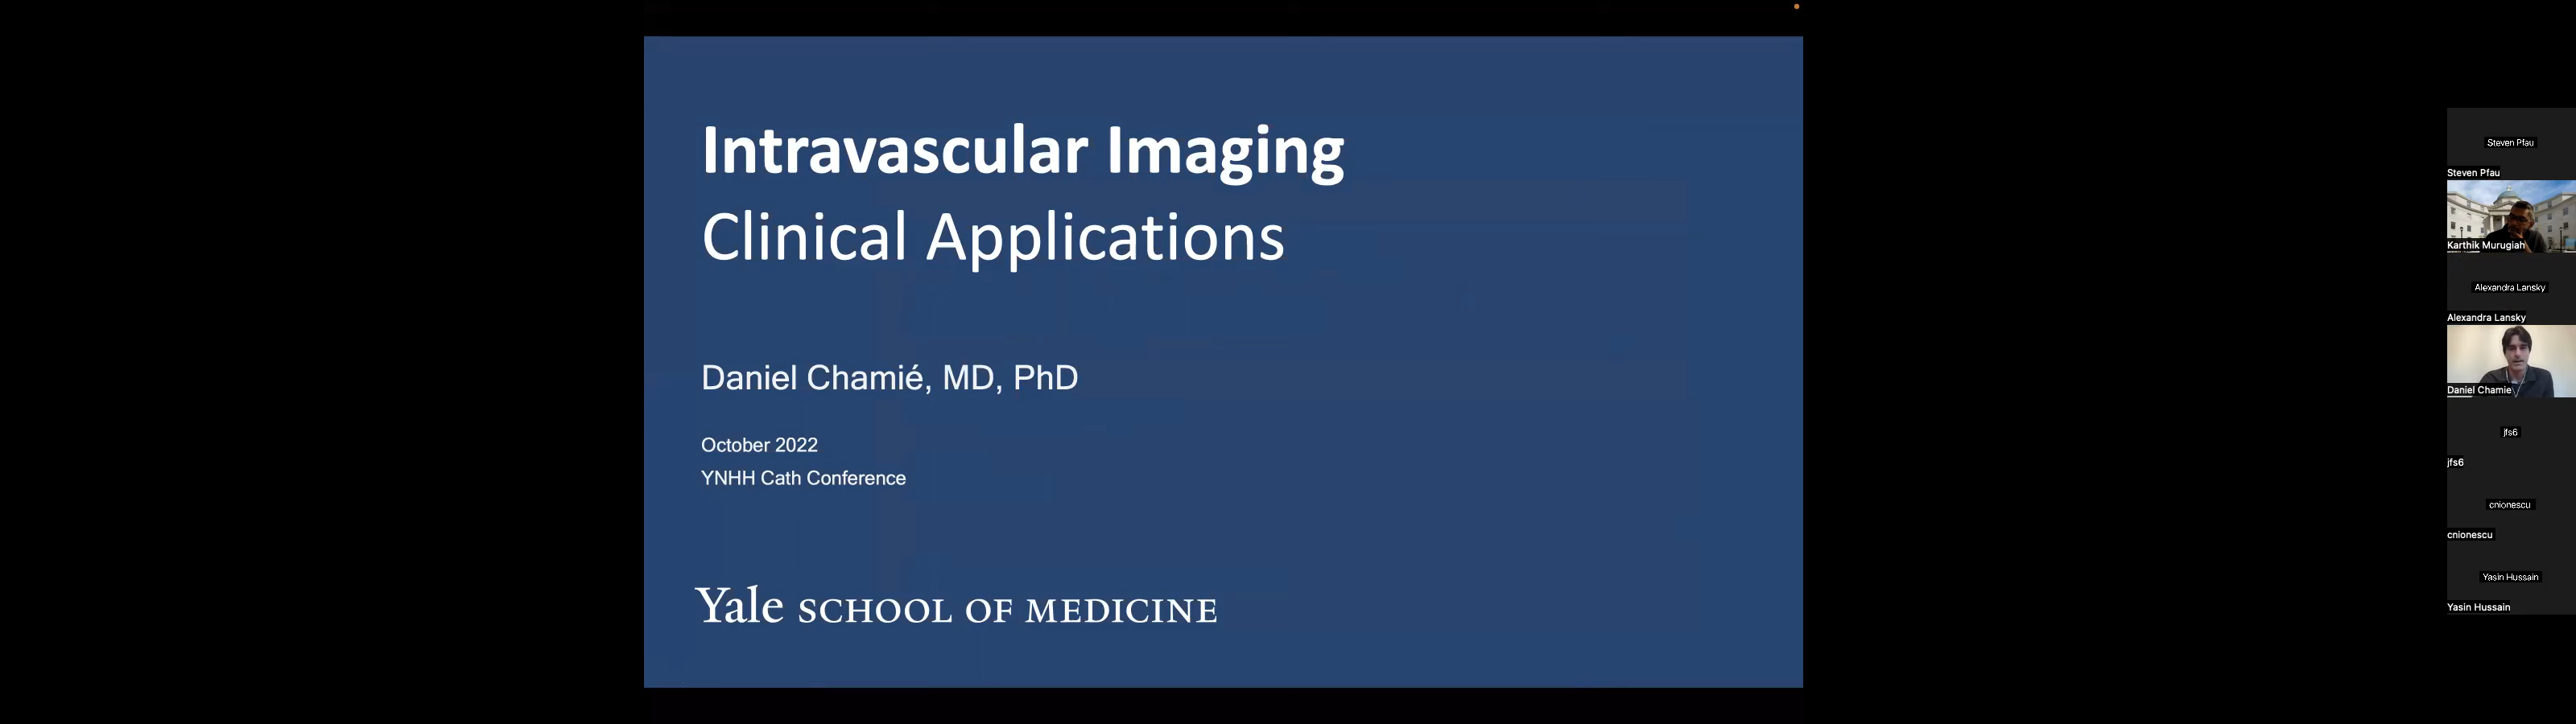 Intravascular Imaging
Clinical Applications
Daniel Chamié, MD, PhD
October 2022
YNHH Cath Conference
Yale SCHOOL OF MEDICINE
Steven Pfau
Steven Pfau
Karthik Murugiah
Alexandra Lansky
Alexandra Lansky
Daniel Chamie
jfs6
jfs6
cnionescu
cnionescu
Yasin Hussain
Yasin Hussain